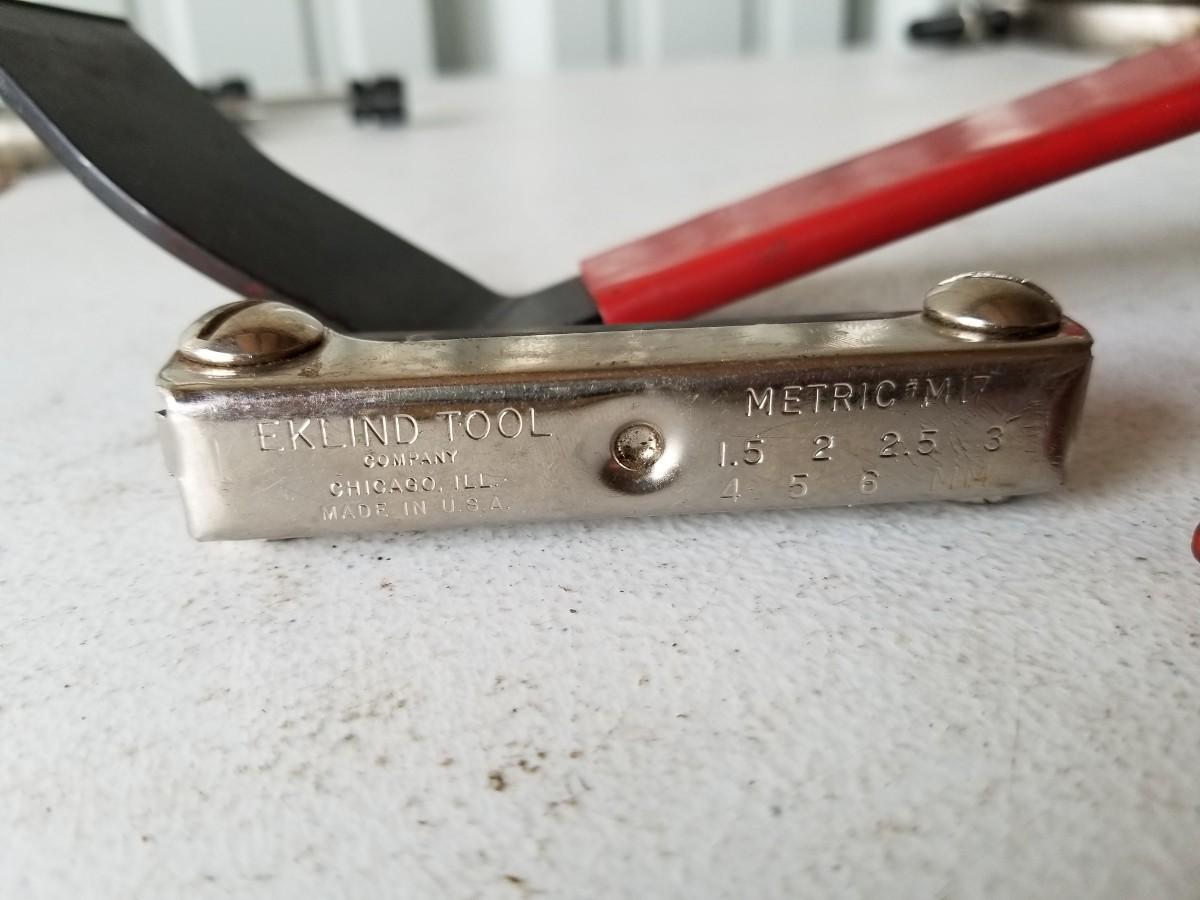 EKLIND TOOL
COMPANY
CHICAGO, ILL.
MADE IN U.S.A.
METRIC #M17
1.5 2 2.5 3
4 5 6